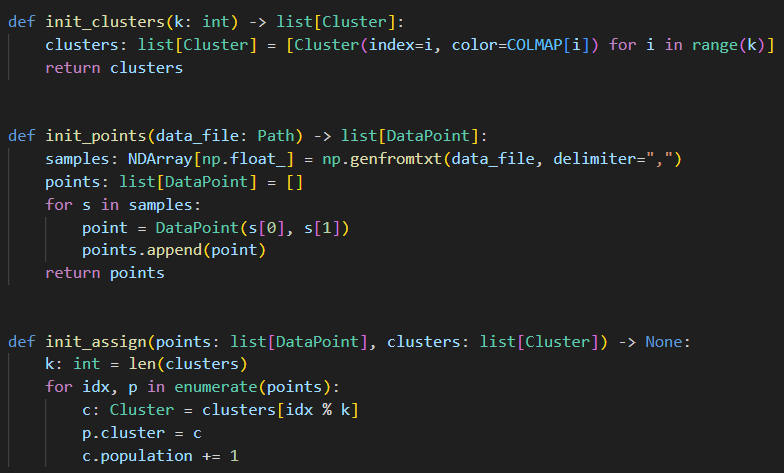 def init_clusters(k: int) -> list[Cluster]:
    clusters: list[Cluster] = [Cluster(index=i, color=COLMAP[i]) for i in range(k)]
    return clusters
def init_points(data_file: Path) -> list[DataPoint]:
    samples: NDArray[np.float_] = np.genfromtxt(data_file, delimiter=",")
    points: list[DataPoint] = []
    for s in samples:
        point = DataPoint(s[0], s[1])
        points.append(point)
    return points
def init_assign(points: list[DataPoint], clusters: list[Cluster]) -> None:
    k: int = len(clusters)
    for idx, p in enumerate(points):
        c: Cluster = clusters[idx % k]
        p.cluster = c
        c.population += 1